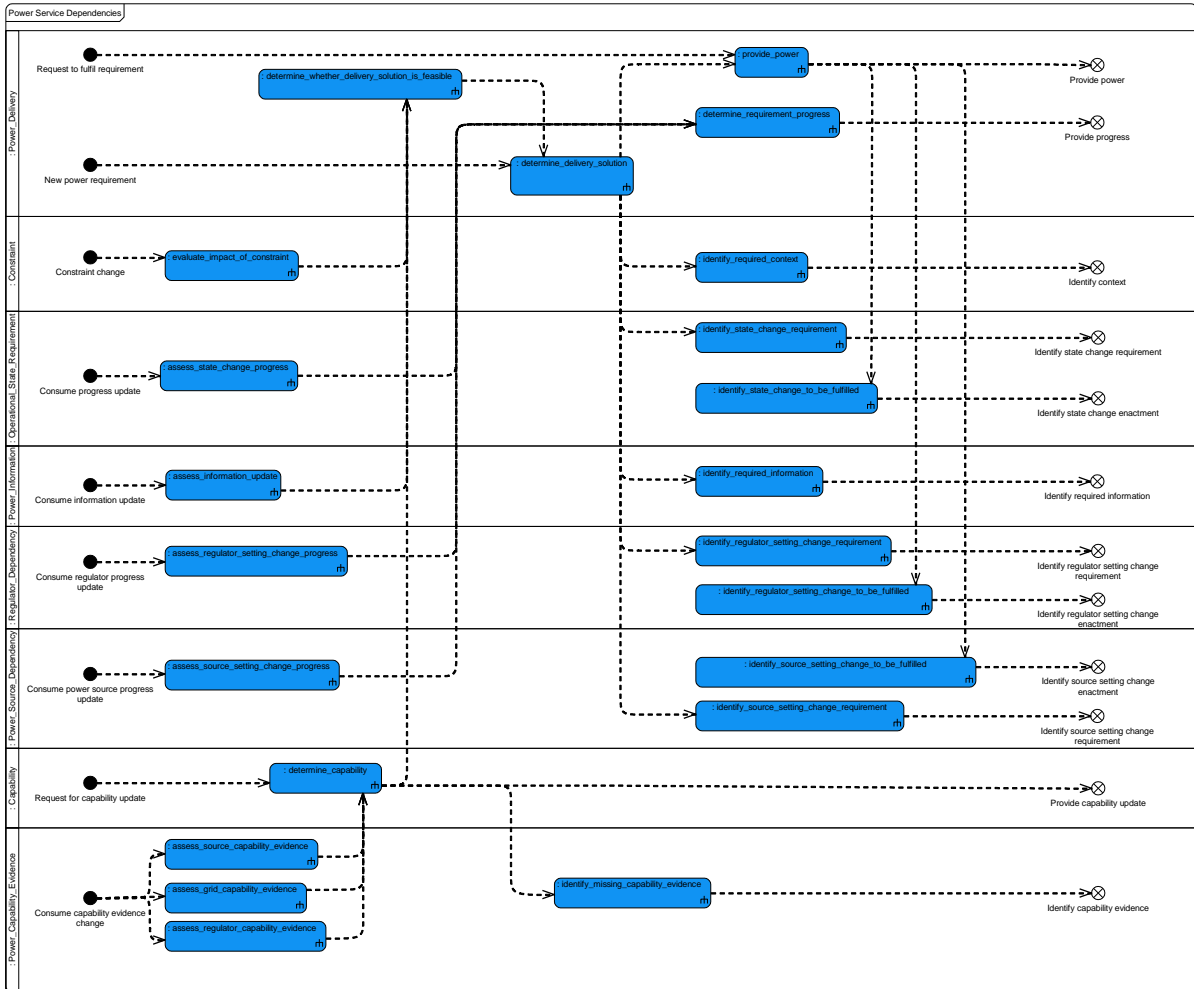 Power Service Dependencies
: Power_Delivery
Request to fulfil requirement
: provide_power
Provide power
: determine_whether_delivery_solution_is_feasible
: determine_requirement_progress
Provide progress
New power requirement
: determine_delivery_solution
: Constraint
Constraint change
: evaluate_impact_of_constraint
: identify_required_context
Identify context
: Operational_State_Requirement
Consume progress update
: assess_state_change_progress
: identify_state_change_requirement
Identify state change requirement
: identify_state_change_to_be_fulfilled
Identify state change enactment
: Power_Information
Consume information update
: assess_information_update
: identify_required_information
Identify required information
: Regulator_Dependency
Consume regulator progress
update
: assess_regulator_setting_change_progress
: identify_regulator_setting_change_requirement
Identify regulator setting change
requirement
: identify_regulator_setting_change_to_be_fulfilled
Identify regulator setting change
enactment
: Power_Source_Dependency
Consume power source progress
update
: assess_source_setting_change_progress
: identify_source_setting_change_to_be_fulfilled
Identify source setting change
enactment
: identify_source_setting_change_requirement
Identify source setting change
requirement
: Capability
Request for capability update
: determine_capability
Provide capability update
: Power_Capability_Evidence
Consume capability evidence
change
: assess_source_capability_evidence
: assess_grid_capability_evidence
: assess_regulator_capability_evidence
: identify_missing_capability_evidence
Identify capability evidence